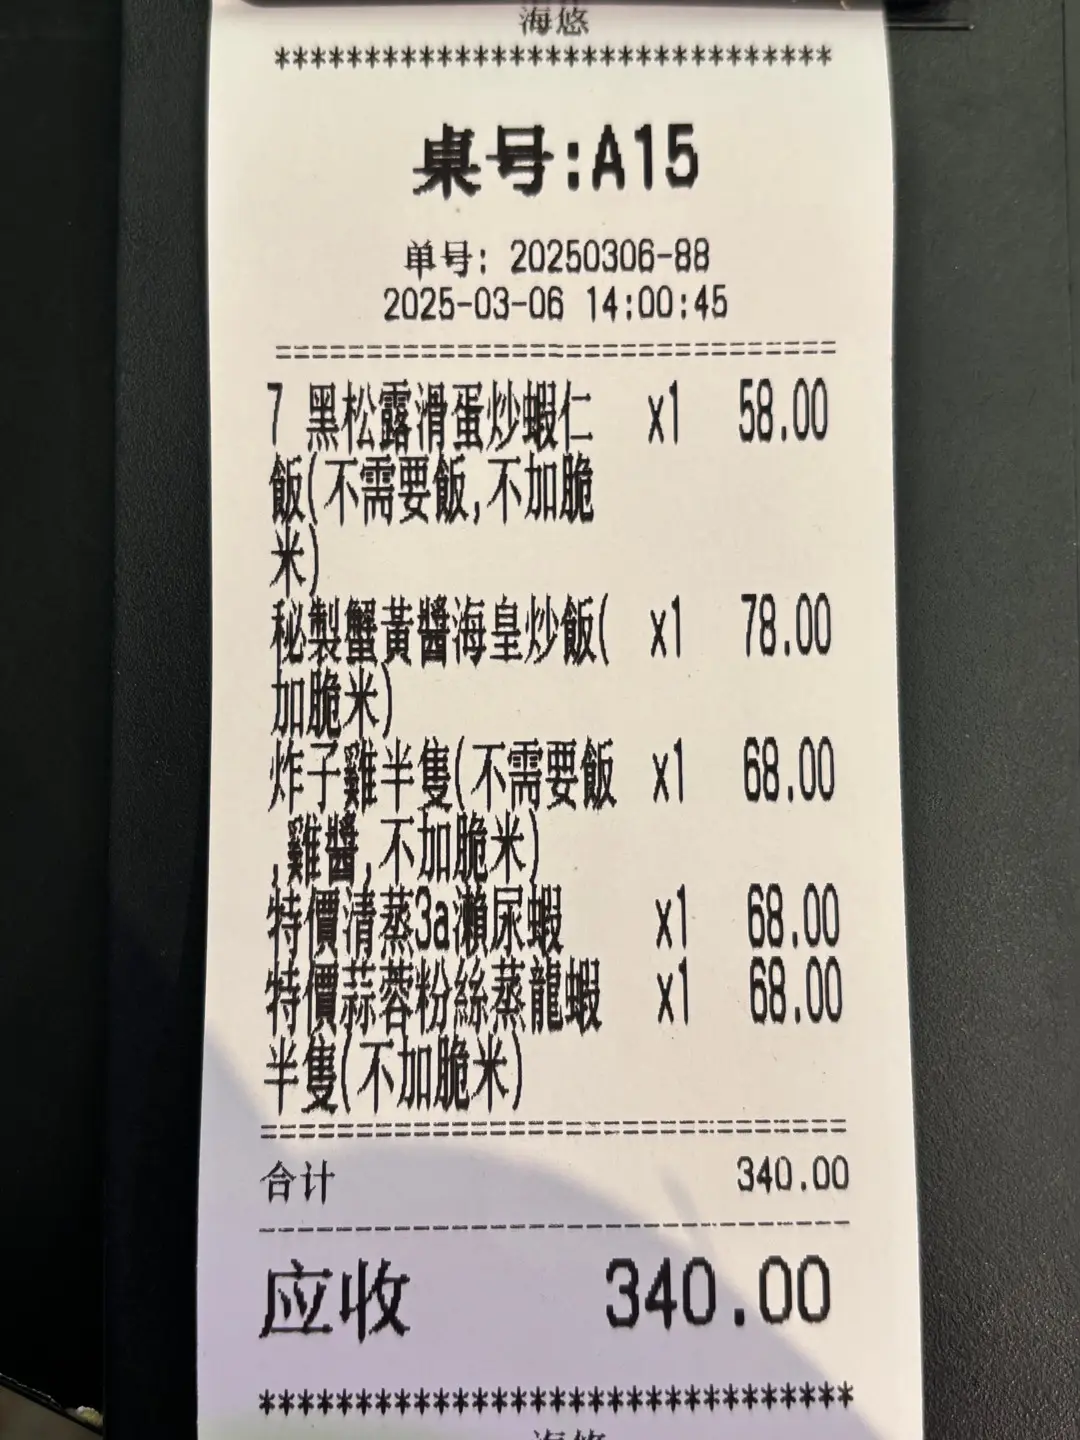 海悠
*******************************
桌号:A15
单号: 20250306-88
2025-03-06 14:00:45
===============================
7 黑松露滑蛋炒蝦仁 x1 58.00
飯(不需要飯,不加脆
米)
秘製蟹黃醬海皇炒飯( x1 78.00
加脆米)
炸子雞半隻(不需要飯 x1 68.00
,雞醬,不加脆米)
特價清蒸3a瀨尿蝦 x1 68.00
特價蒜蓉粉絲蒸龍蝦 x1 68.00
半隻(不加脆米)
================================
合计 340.00
--------------------------------
应收 340.00
********************************
海悠